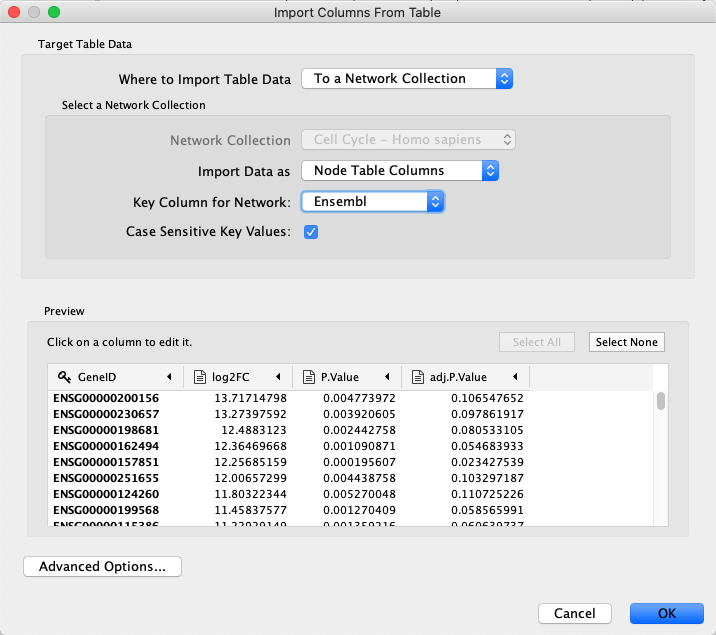 Import Columns From Table
Target Table Data
Where to Import Table Data To a Network Collection
Select a Network Collection
Network Collection Cell Cycle – Homo sapiens
Import Data as Node Table Columns
Key Column for Network: Ensembl
Case Sensitive Key Values:
Preview
Click on a column to edit it. Select All Select None
GeneID log2FC P.Value adj.P.Value
ENSG00000200156 13.71714798 0.004773972 0.106547652
ENSG00000230657 13.27397592 0.003920605 0.097861917
ENSG00000198681 12.4883123 0.002442758 0.080533105
ENSG00000162494 12.36469668 0.001090871 0.054683933
ENSG00000157851 12.25685159 0.000195607 0.023427539
ENSG00000251655 12.00657299 0.004438758 0.103297187
ENSG00000124260 11.80322344 0.005270048 0.110725226
ENSG00000199568 11.45837577 0.001270409 0.058565991
Advanced Options...
Cancel OK